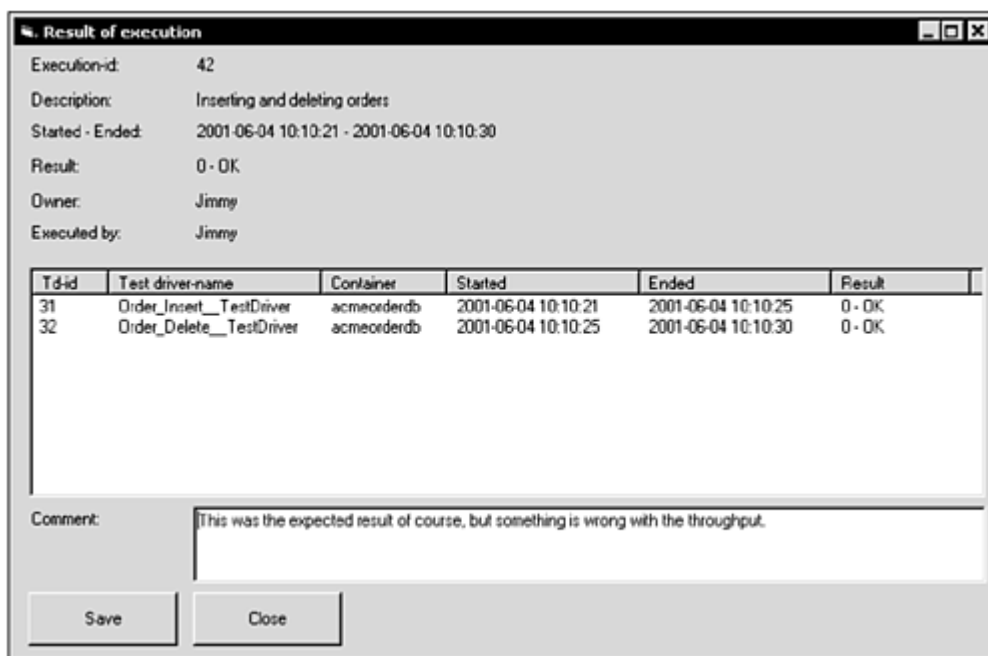 Result of execution
Execution-id: 42
Description: Inserting and deleting orders
Started - Ended: 2001-06-04 10:10:21 - 2001-06-04 10:10:30
Result: 0 - OK
Owner: Jimmy
Executed by: Jimmy
Td-id Test driver-name Container Started Ended Result
31 Order_Insert__TestDriver acmeorderdb 2001-06-04 10:10:21 2001-06-04 10:10:25 0 - OK
32 Order_Delete__TestDriver acmeorderdb 2001-06-04 10:10:25 2001-06-04 10:10:30 0 - OK
Comment: This was the expected result of course, but something is wrong with the throughput.
Save Close